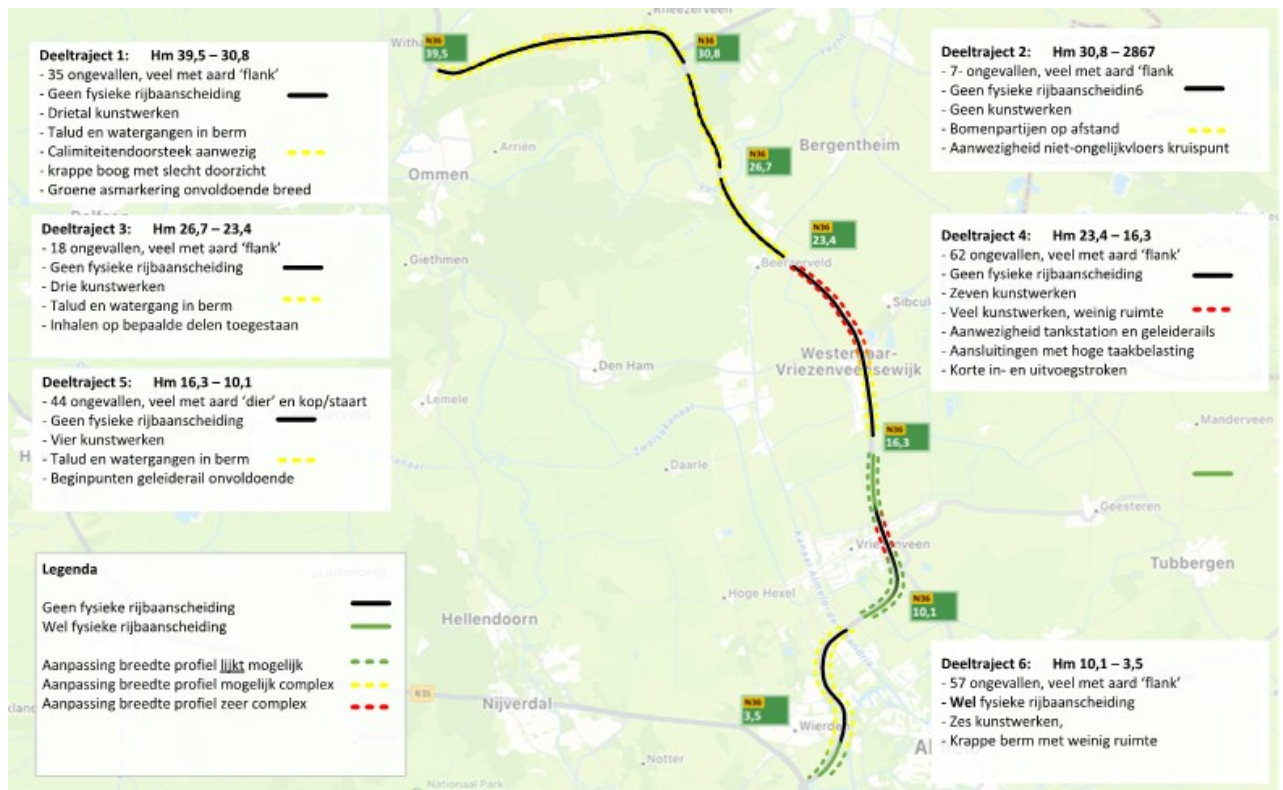 Deeltraject 1: Hm 39,5 – 30,8
- 35 ongevallen, veel met aard 'flank'
- Geen fysieke rijbaanscheiding
- Drietal kunstwerken
- Talud en watergangen in berm
- Calimiteitendoorsteek aanwezig
- krappe boog met slecht doorzicht
- Groene asmarkering onvoldoende breed
Deeltraject 2: Hm 30,8 – 2867
- 7- ongevallen, veel met aard 'flank
- Geen fysieke rijbaanscheidin6
- Geen kunstwerken
- Bomenpartijen op afstand
- Aanwezigheid niet-ongelijkvloers kruispunt
Deeltraject 3: Hm 26,7 – 23,4
- 18 ongevallen, veel met aard 'flank'
- Geen fysieke rijbaanscheiding
- Drie kunstwerken
- Talud en watergang in berm
- Inhalen op bepaalde delen toegestaan
Deeltraject 4: Hm 23,4 – 16,3
- 62 ongevallen, veel met aard 'flank'
- Geen fysieke rijbaanscheiding
- Zeven kunstwerken
- Veel kunstwerken, weinig ruimte
- Aanwezigheid tankstation en geleiderails
- Aansluitingen met hoge taakbelasting
- Korte in- en uitvoegstroken
Deeltraject 5: Hm 16,3 – 10,1
- 44 ongevallen, veel met aard 'dier' en kop/staart
- Geen fysieke rijbaanscheiding
- Vier kunstwerken
- Talud en watergangen in berm
- Beginpunten geleiderail onvoldoende
Deeltraject 6: Hm 10,1 – 3,5
- 57 ongevallen, veel met aard 'flank'
- Wel fysieke rijbaanscheiding
- Zes kunstwerken,
- Krappe berm met weinig ruimte
Legenda
Geen fysieke rijbaanscheiding
Wel fysieke rijbaanscheiding
Aanpassing breedte profiel lijkt mogelijk
Aanpassing breedte profiel mogelijk complex
Aanpassing breedte profiel zeer complex
N36
39,5
N36
30,8
N36
26,7
N36
23,4
N36
16,3
N36
10,1
N36
3,5
N35
Rheezerveen
Arriën
Ommen
Bergentheim
Vecht
Giethmen
Beerzerveld
Den Ham
Westerhaar-
Vriezenveensewijk
Lemele
Zwolsekanaal
Daarle
Manderveen
Geesteren
Vriezenveen
Tubbergen
Hoge Hexel
Hellendoorn
Nijverdal
Wierden
Notter
Nationaal Park